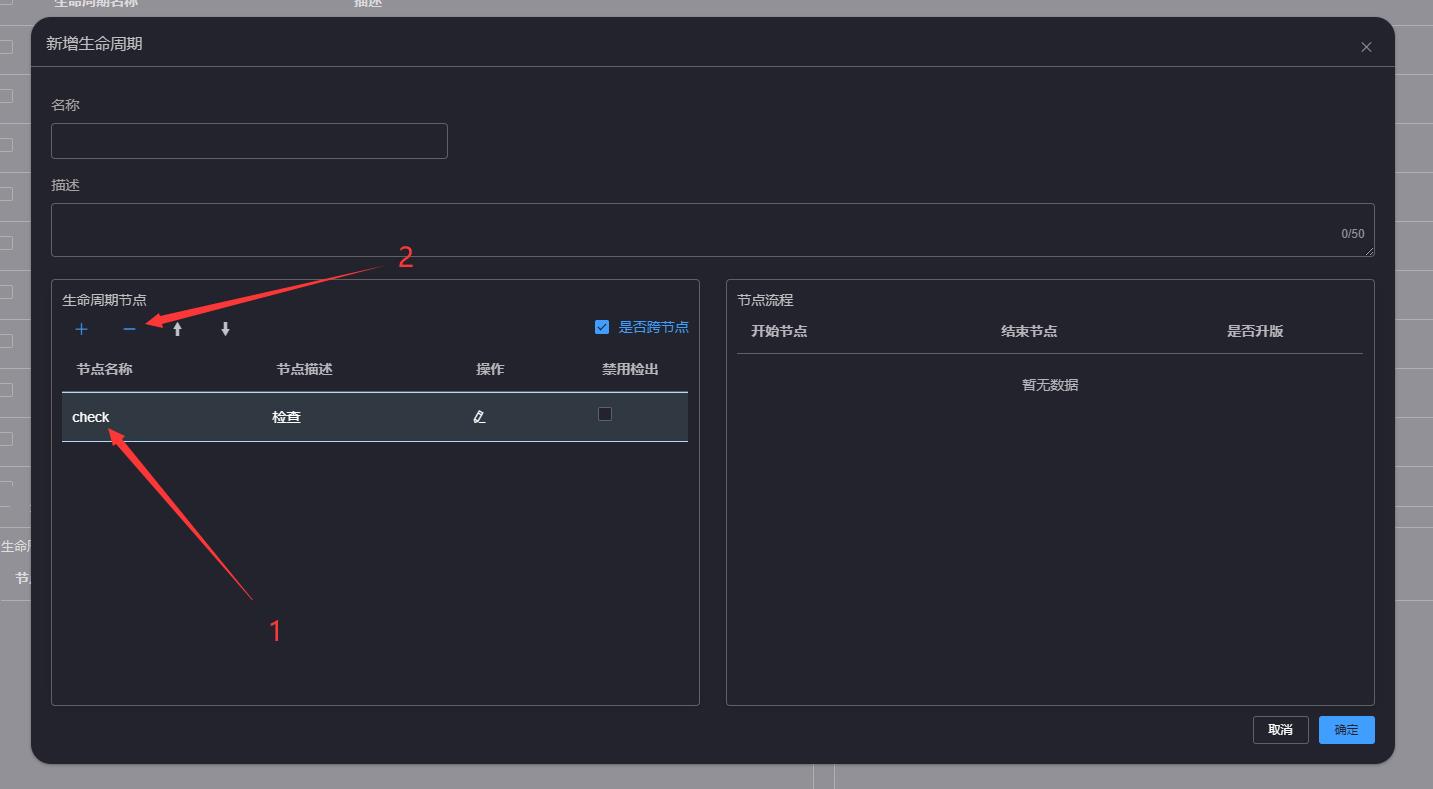 生命周期名称 描述
新增生命周期
名称
描述
0/50
2
生命周期节点
是否跨节点
节点名称 节点描述 操作 禁用检出
check 检查
1
节点流程
开始节点 结束节点 是否升版
暂无数据
生命
节
取消 确定